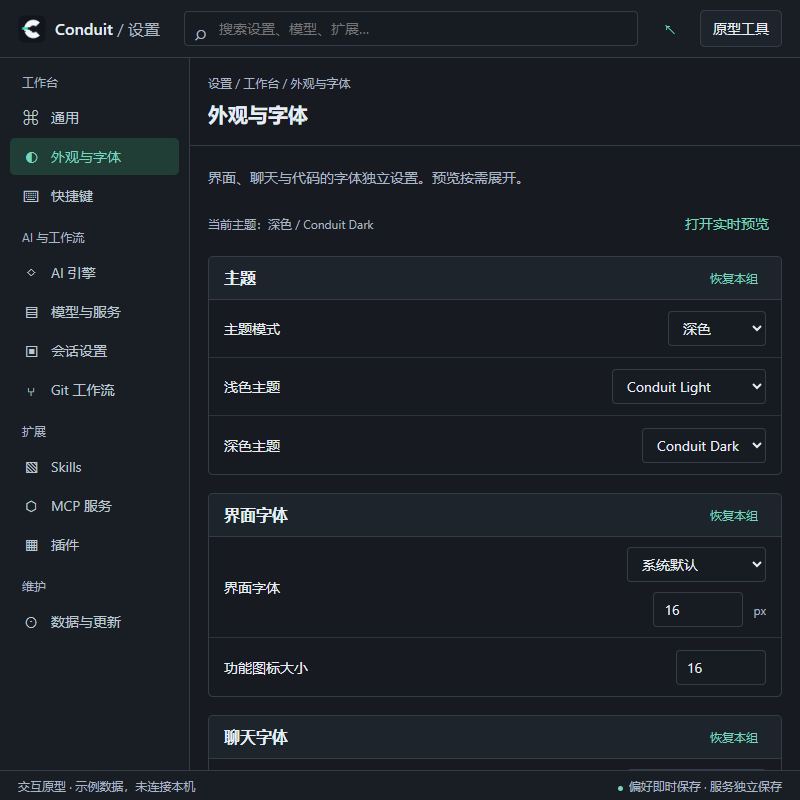 Conduit / 设置
搜索设置、模型、扩展...
原型工具
工作台
通用
外观与字体
快捷键
AI 与工作流
AI 引擎
模型与服务
会话设置
Git 工作流
扩展
Skills
MCP 服务
插件
维护
数据与更新
设置 / 工作台 / 外观与字体
外观与字体
界面、聊天与代码的字体独立设置。预览按需展开。
当前主题：深色 / Conduit Dark
打开实时预览
主题
恢复本组
主题模式
深色
浅色主题
Conduit Light
深色主题
Conduit Dark
界面字体
恢复本组
界面字体
系统默认
16 px
功能图标大小
16
聊天字体
恢复本组
交互原型 · 示例数据，未连接本机
偏好即时保存 · 服务独立保存